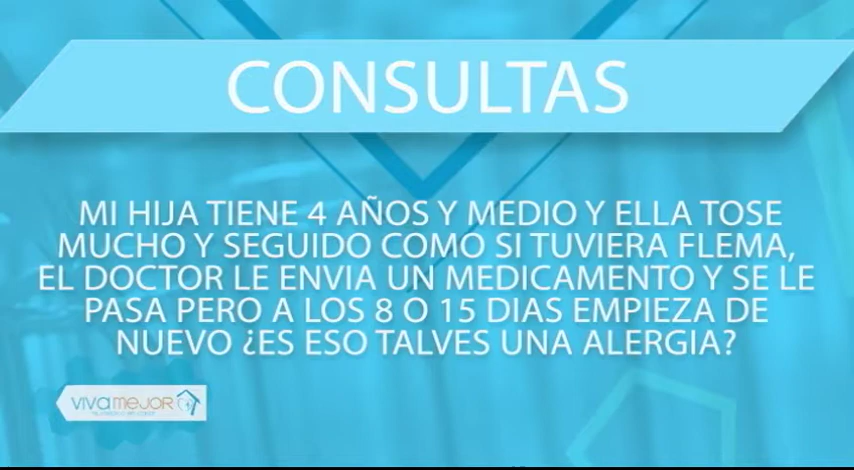 CONSULTAS
MI HIJA TIENE 4 AÑOS Y MEDIO Y ELLA TOSE
MUCHO Y SEGUIDO COMO SI TUVIERA FLEMA,
EL DOCTOR LE ENVIA UN MEDICAMENTO Y SE LE
PASA PERO A LOS 8 O 15 DIAS EMPIEZA DE
NUEVO ¿ES ESO TALVES UNA ALERGIA?
VIVA MEJOR